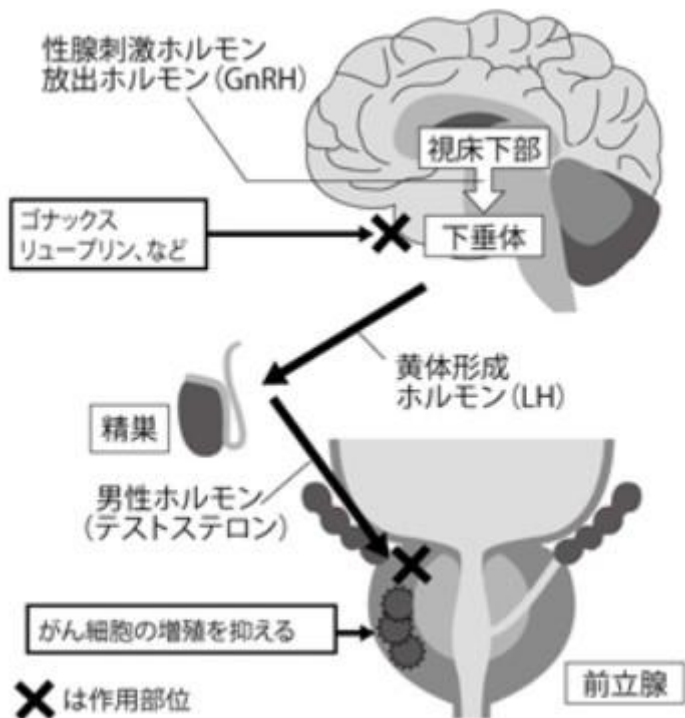 性腺刺激ホルモン
放出ホルモン(GnRH)
視床下部
ゴナックス
リュープリン、など
下垂体
黄体形成
ホルモン(LH)
精巣
男性ホルモン
(テストステロン)
がん細胞の増殖を抑える
前立腺
は作用部位